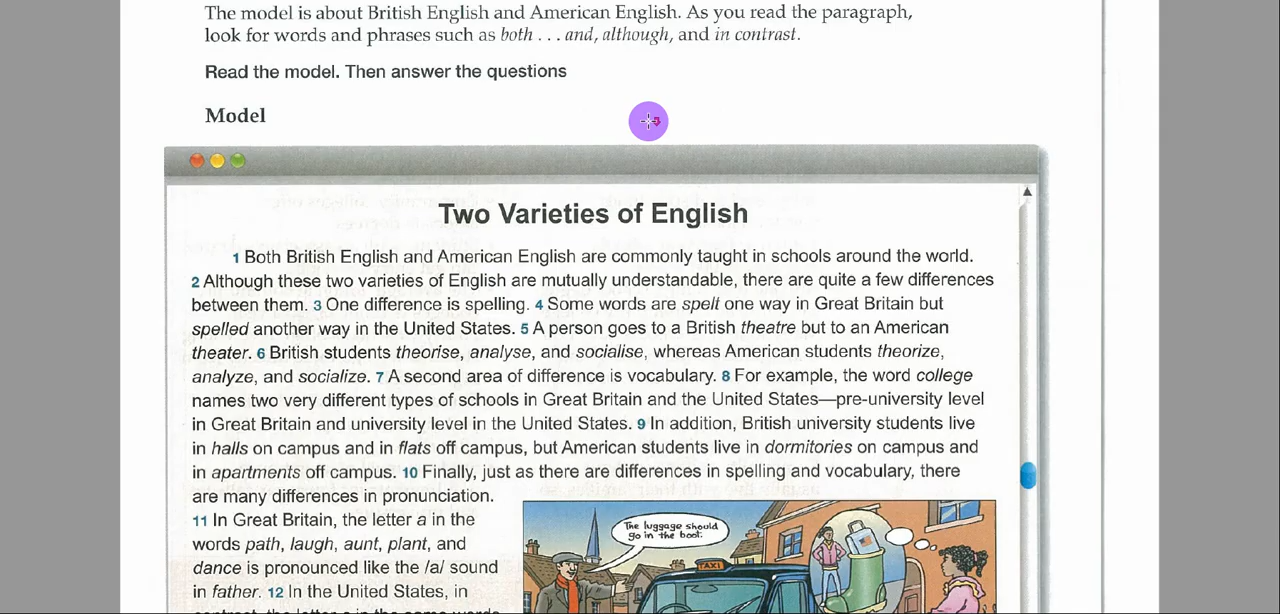 The model is about British English and American English. As you read the paragraph,
look for words and phrases such as both . . . and, although, and in contrast.
Read the model. Then answer the questions
Model
Two Varieties of English
1 Both British English and American English are commonly taught in schools around the world.
2 Although these two varieties of English are mutually understandable, there are quite a few differences
between them. 3 One difference is spelling. 4 Some words are spelt one way in Great Britain but
spelled another way in the United States. 5 A person goes to a British theatre but to an American
theater. 6 British students theorise, analyse, and socialise, whereas American students theorize,
analyze, and socialize. 7 A second area of difference is vocabulary. 8 For example, the word college
names two very different types of schools in Great Britain and the United States—pre-university level
in Great Britain and university level in the United States. 9 In addition, British university students live
in halls on campus and in flats off campus, but American students live in dormitories on campus and
in apartments off campus. 10 Finally, just as there are differences in spelling and vocabulary, there
are many differences in pronunciation.
11 In Great Britain, the letter a in the
words path, laugh, aunt, plant, and
dance is pronounced like the /a/ sound
in father. 12 In the United States, in
The luggage should
go in the boot.
TAXI